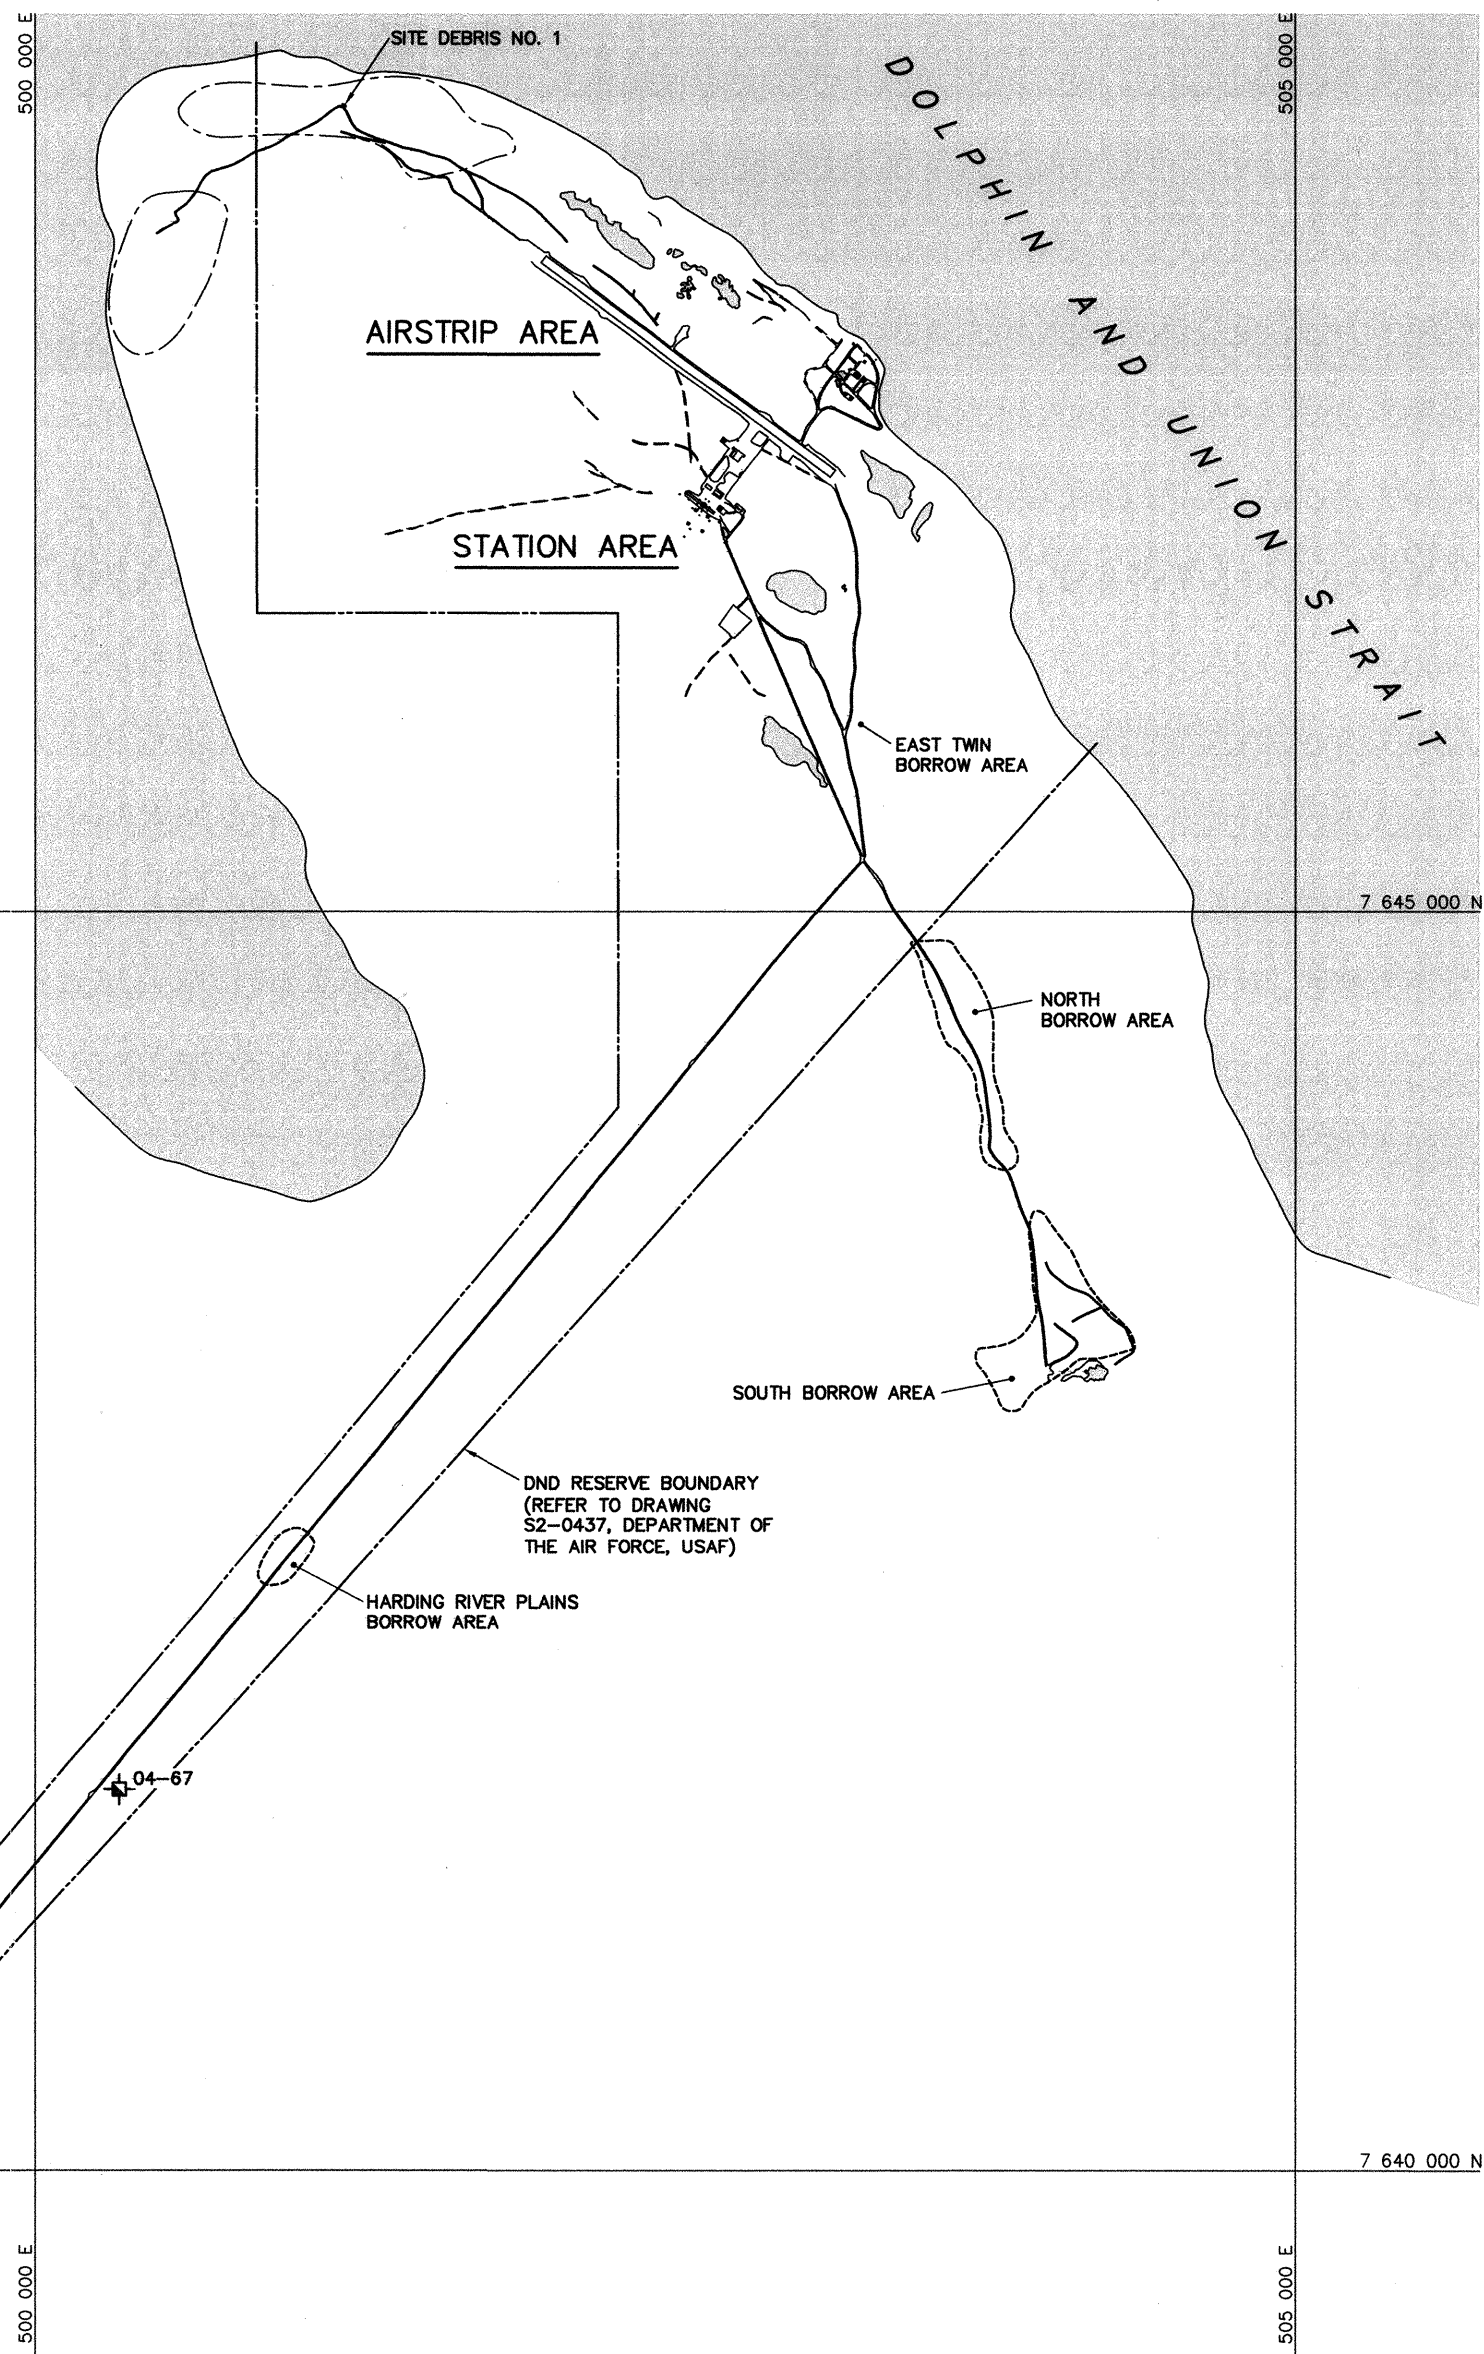 500 000 E
SITE DEBRIS NO. 1
505 000 E
DOLPHIN AND UNION STRAIT
AIRSTRIP AREA
STATION AREA
EAST TWIN
BORROW AREA
7 645 000 N
NORTH
BORROW AREA
SOUTH BORROW AREA
DND RESERVE BOUNDARY
(REFER TO DRAWING
S2-0437, DEPARTMENT OF
THE AIR FORCE, USAF)
HARDING RIVER PLAINS
BORROW AREA
04-67
7 640 000 N
500 000 E
505 000 E